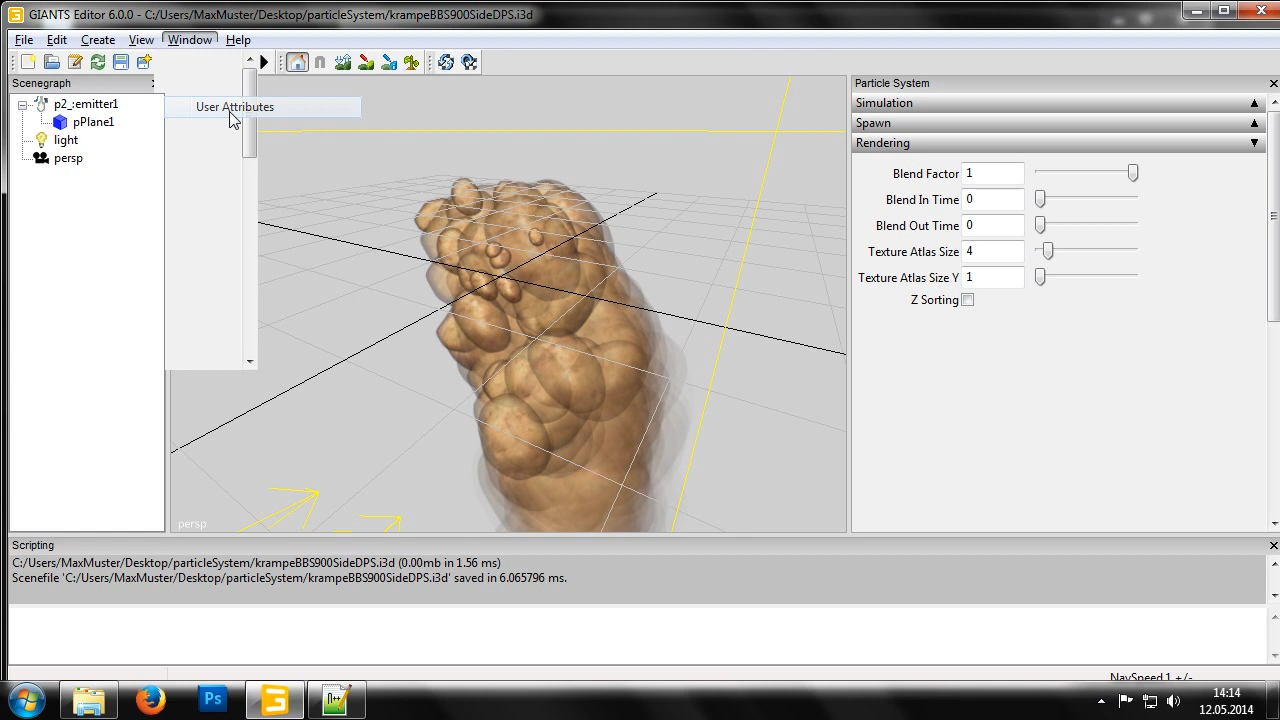 GIANTS Editor 6.0.0 - C:/Users/MaxMuster/Desktop/particleSystem/krampeBBS900SideDPS.i3d
File Edit Create View Window Help
Scenegraph
p2_:emitter1
pPlane1
light
persp
User Attributes
persp
Particle System
Simulation
Spawn
Rendering
Blend Factor 1
Blend In Time 0
Blend Out Time 0
Texture Atlas Size 4
Texture Atlas Size Y 1
Z Sorting
Scripting
C:/Users/MaxMuster/Desktop/particleSystem/krampeBBS900SideDPS.i3d (0.00mb in 1.56 ms)
Scenefile 'C:/Users/MaxMuster/Desktop/particleSystem/krampeBBS900SideDPS.i3d' saved in 6.065796 ms.
NavSpeed 1 +/-
Ps
14:14
12.05.2014